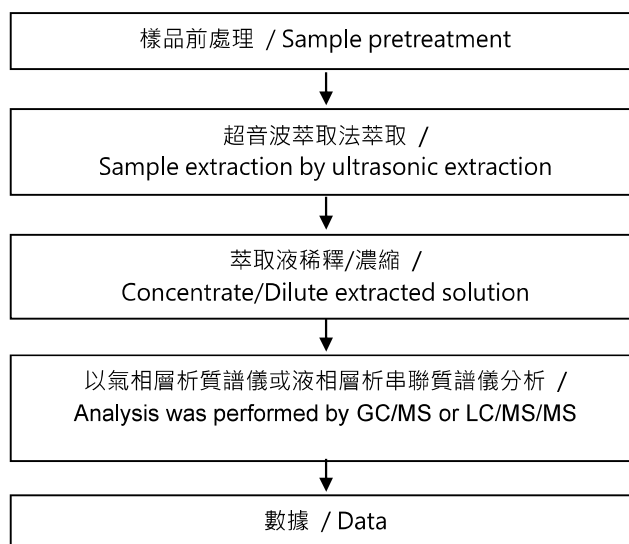 樣品前處理 / Sample pretreatment
超音波萃取法萃取 /
Sample extraction by ultrasonic extraction
萃取液稀釋/濃縮 /
Concentrate/Dilute extracted solution
以氣相層析質譜儀或液相層析串聯質譜儀分析 /
Analysis was performed by GC/MS or LC/MS/MS
數據 / Data